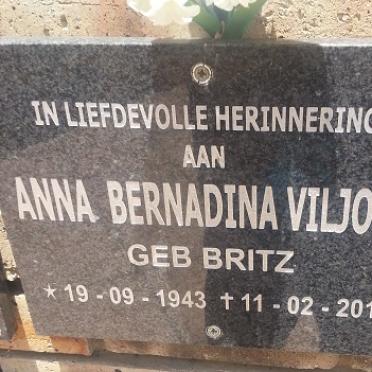 IN LIEFDEVOLLE HERINNERING
AAN
ANNA BERNADINA VILJO
GEB BRITZ
* 19 - 09 - 1943 † 11 - 02 - 201